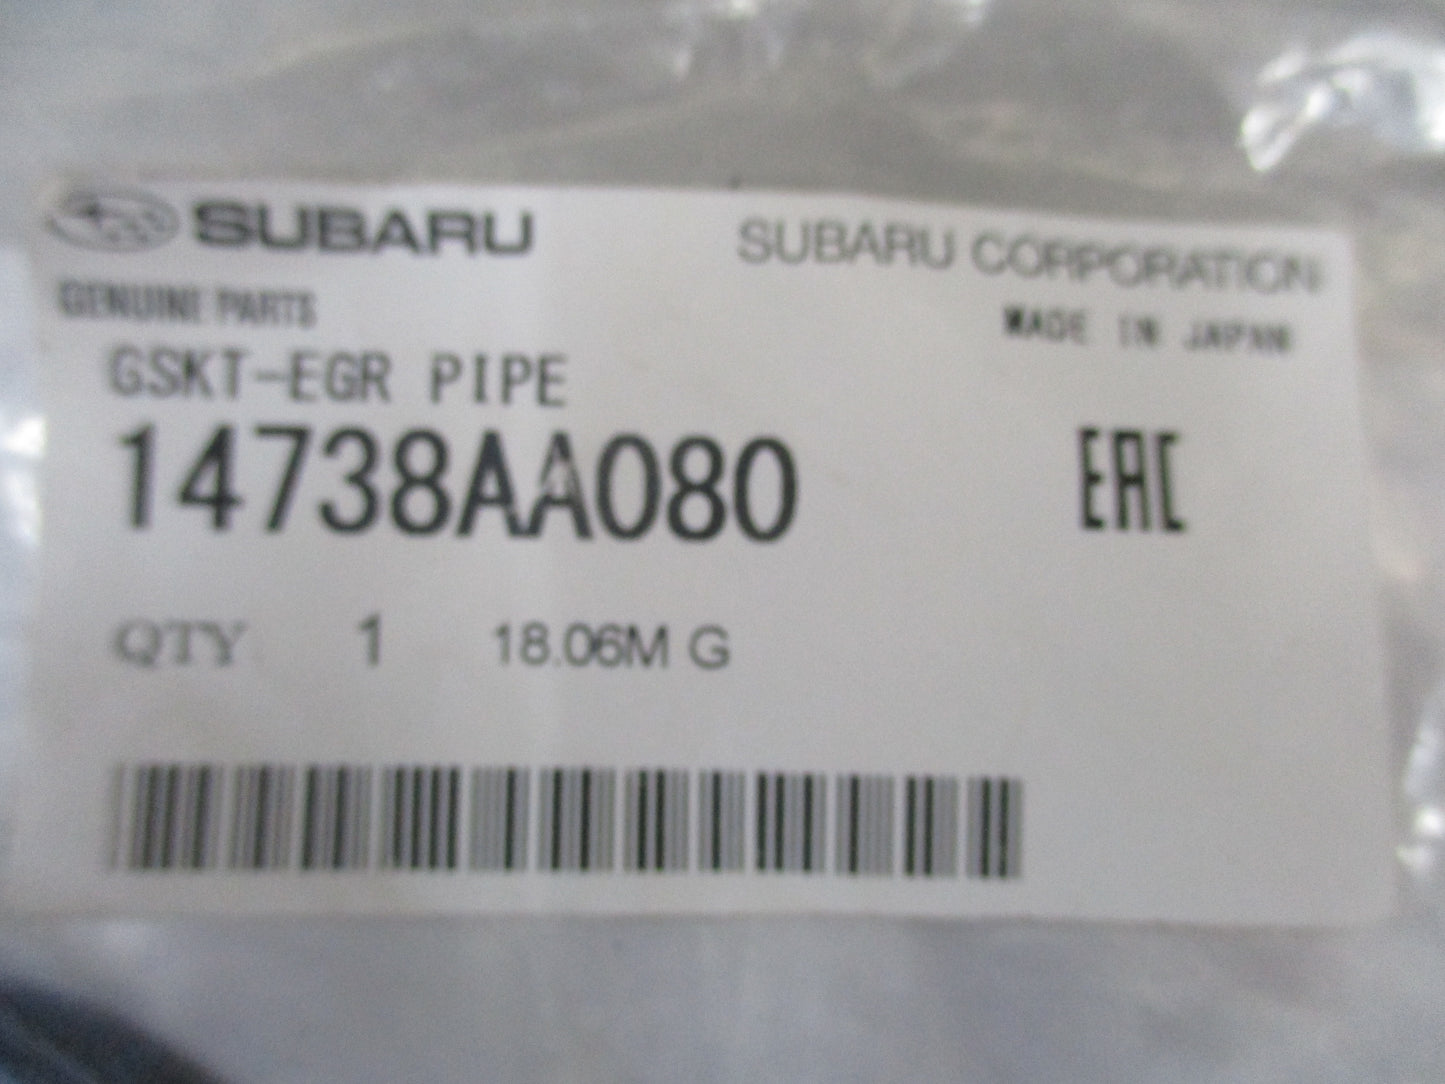 SUBARU
SUBARU CORPORATION
GENUINE PARTS
MADE IN JAPAN
GSKT-EGR PIPE
14738AA080
EAC
QTY 1 18.06M G